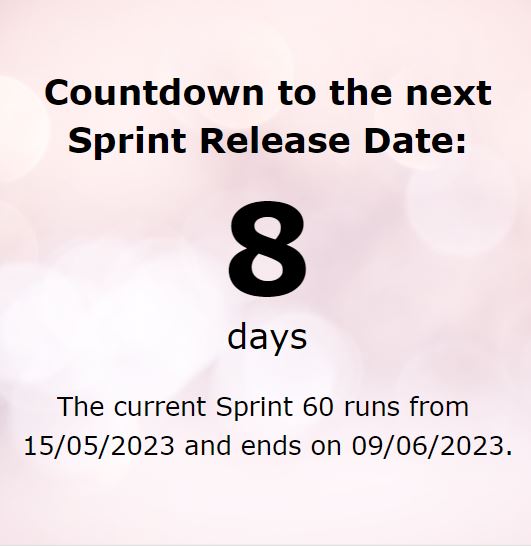 Countdown to the next
Sprint Release Date:
8
days
The current Sprint 60 runs from
15/05/2023 and ends on 09/06/2023.